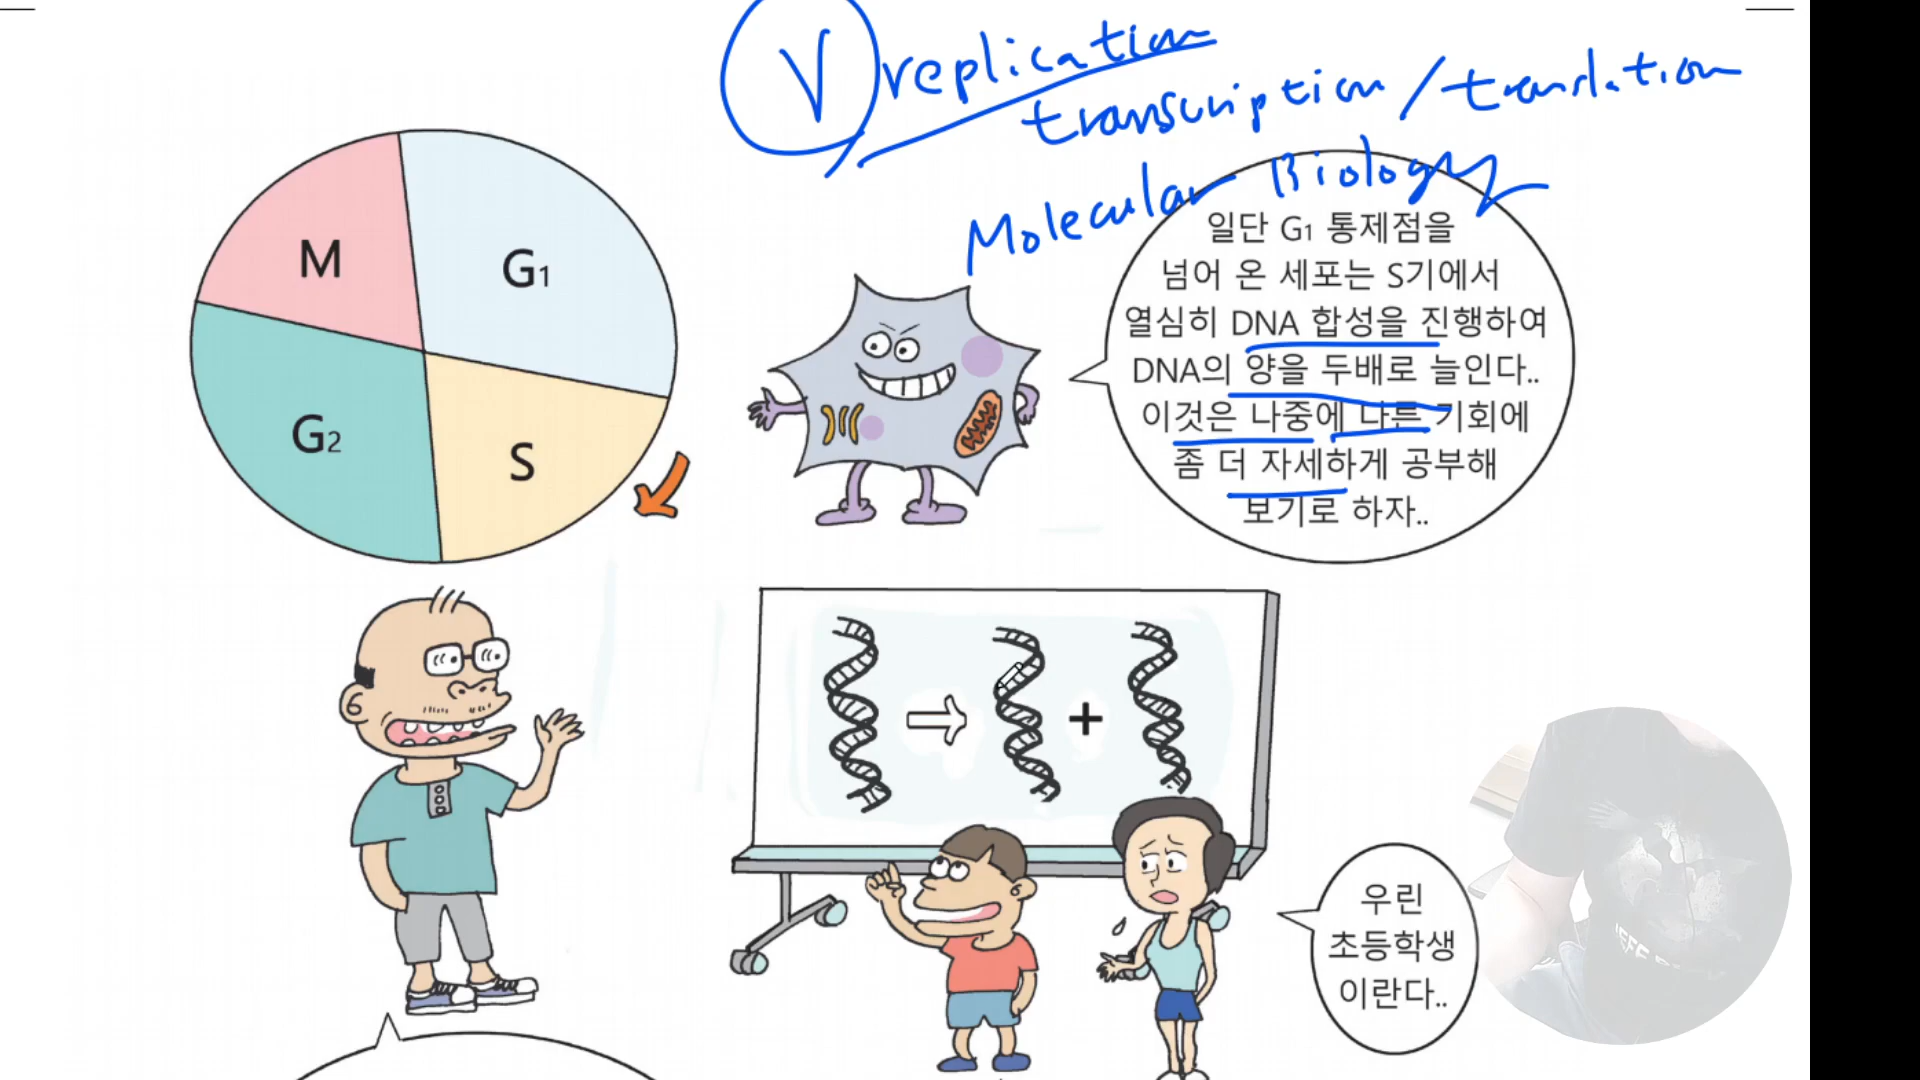 V replication
transcription / translation
Molecular Biology
M
G1
G2
S
일단 G1 통제점을
넘어 온 세포는 S기에서
열심히 DNA 합성을 진행하여
DNA의 양을 두배로 늘인다..
이것은 나중에 다른 기회에
좀 더 자세하게 공부해
보기로 하자..
+
우린
초등학생
이란다..